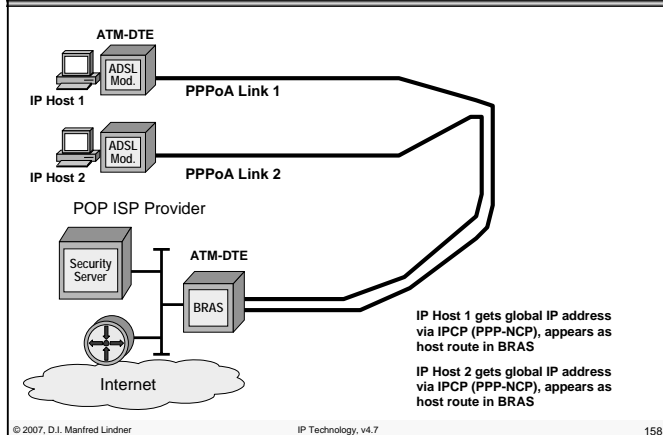 ATM-DTE
ADSL
Mod.
IP Host 1
PPPoA Link 1
ADSL
Mod.
IP Host 2
PPPoA Link 2
POP ISP Provider
Security
Server
ATM-DTE
BRAS
Internet
IP Host 1 gets global IP address
via IPCP (PPP-NCP), appears as
host route in BRAS
IP Host 2 gets global IP address
via IPCP (PPP-NCP), appears as
host route in BRAS
© 2007, D.I. Manfred Lindner
IP Technology, v4.7
158